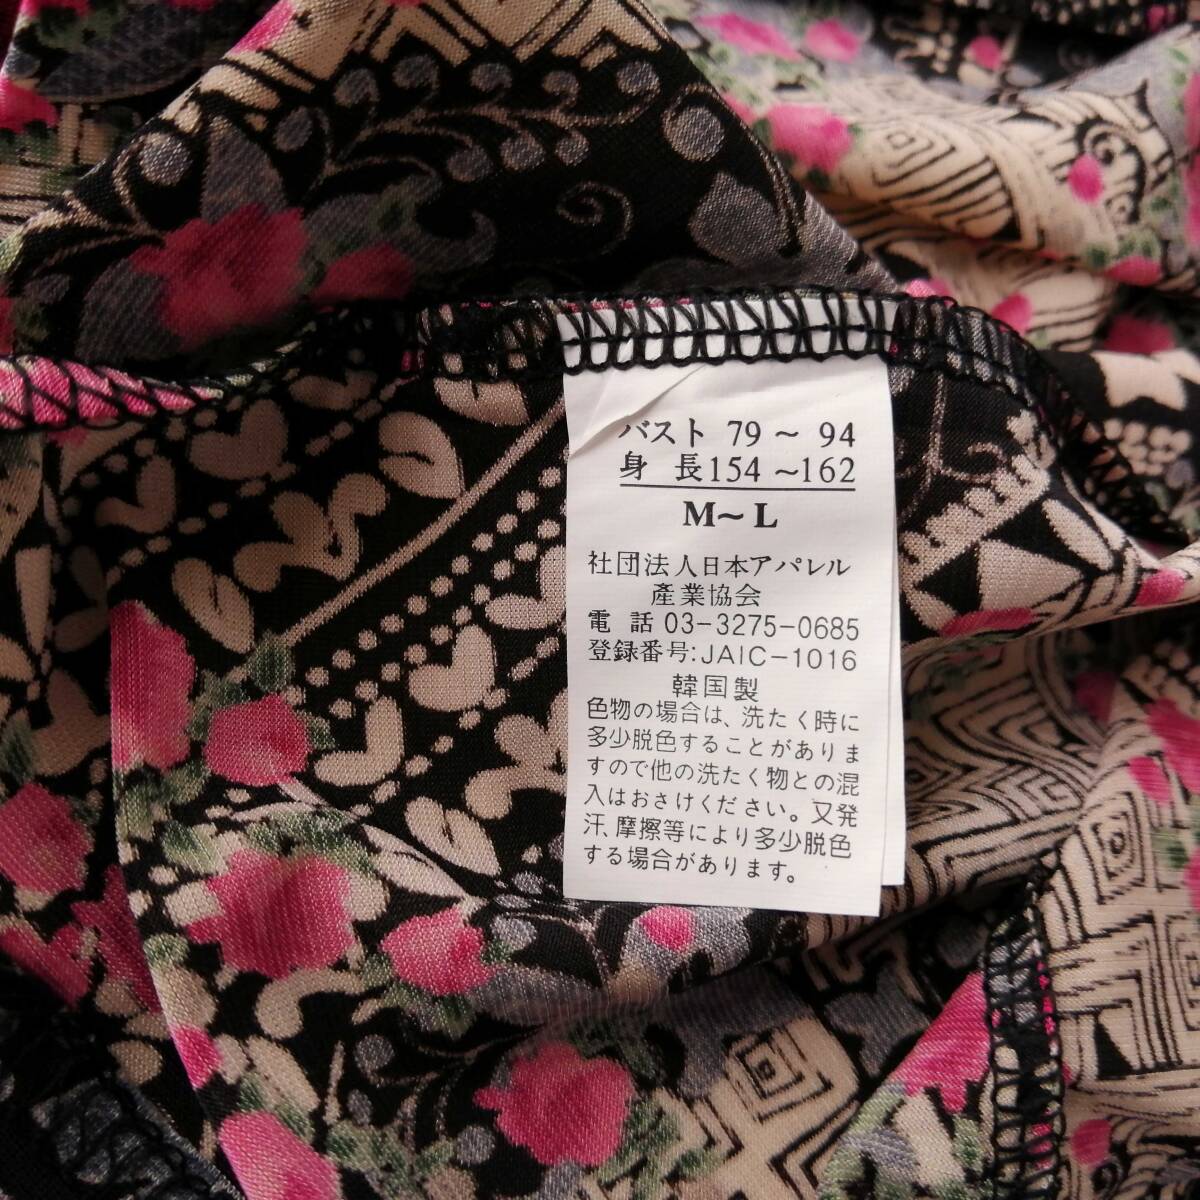 バスト 79～94
身 長154～162
M～L
社団法人日本アパレル
産業協会
電 話 03-3275-0685
登録番号:JAIC-1016
韓国製
色物の場合は、洗たく時に
多少脱色することがありま
すので他の洗たく物との混
入はおさけください。又発
汗、摩擦等により多少脱色
する場合があります。